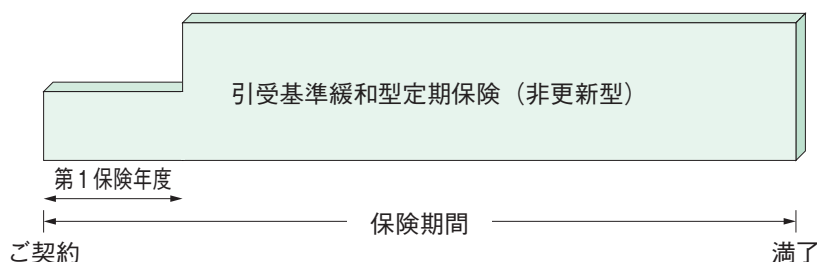 引受基準緩和型定期保険（非更新型）
第1保険年度
保険期間
ご契約
満了